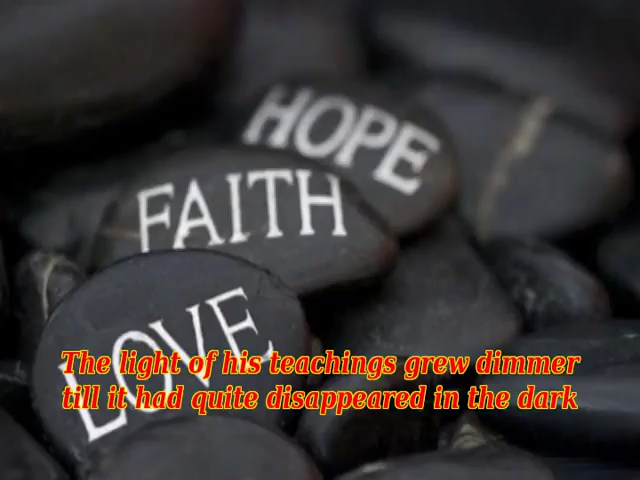 HOPE
FAITH
LOVE
The light of his teachings grew dimmer
till it had quite disappeared in the dark